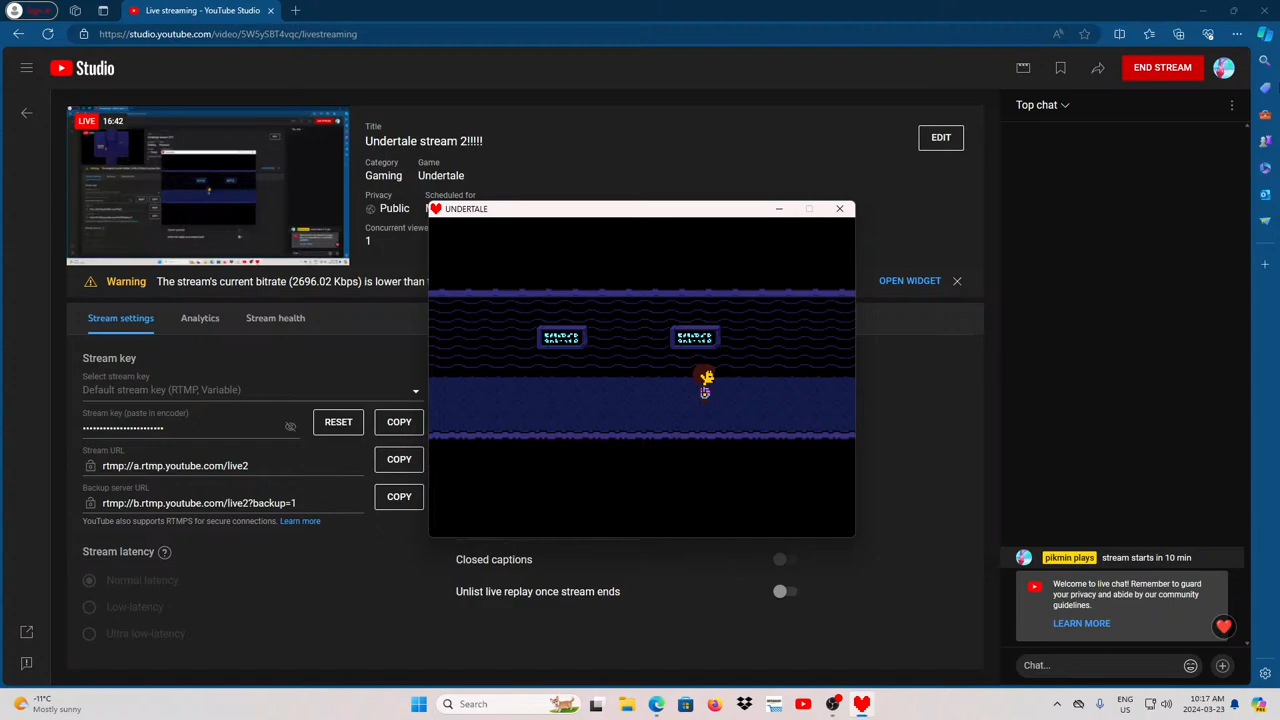 Live streaming - YouTube Studio
https://studio.youtube.com/video/5W5ySBT4vqc/livestreaming
Studio
END STREAM
LIVE 16:42
Title
Undertale stream 2!!!!!
EDIT
Category
Game
Gaming
Undertale
Privacy
Scheduled for
Public
Concurrent viewe
1
UNDERTALE
Warning
The stream's current bitrate (2696.02 Kbps) is lower than
OPEN WIDGET
Stream settings
Analytics
Stream health
Stream key
Select stream key
Default stream key (RTMP, Variable)
Stream key (paste in encoder)
RESET
COPY
Stream URL
rtmp://a.rtmp.youtube.com/live2
COPY
Backup server URL
rtmp://b.rtmp.youtube.com/live2?backup=1
COPY
YouTube also supports RTMPS for secure connections. Learn more
Stream latency
Normal latency
Low-latency
Ultra low-latency
Closed captions
Unlist live replay once stream ends
Top chat
pikmin plays stream starts in 10 min
Welcome to live chat! Remember to guard
your privacy and abide by our community
guidelines.
LEARN MORE
Chat...
-11°C
Mostly sunny
Search
ENG
US
10:17 AM
2024-03-23